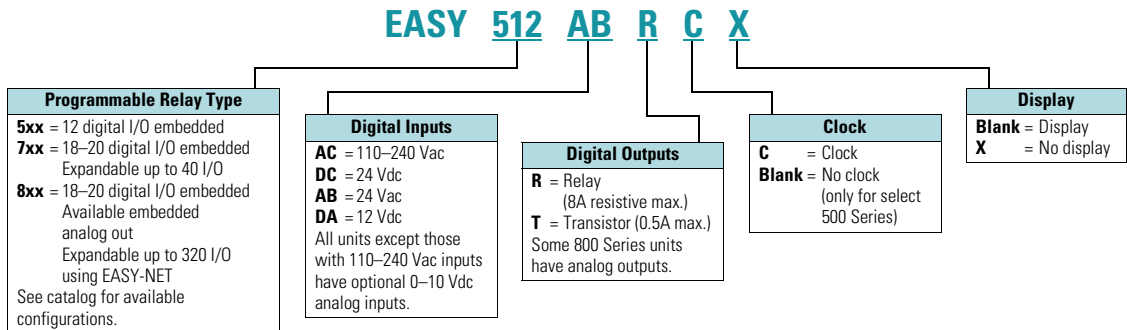 EASY 512 AB R C X
Programmable Relay Type
5xx = 12 digital I/O embedded
7xx = 18–20 digital I/O embedded
Expandable up to 40 I/O
8xx = 18–20 digital I/O embedded
Available embedded
analog out
Expandable up to 320 I/O
using EASY-NET
See catalog for available
configurations.
Digital Inputs
AC = 110–240 Vac
DC = 24 Vdc
AB = 24 Vac
DA = 12 Vdc
All units except those
with 110–240 Vac inputs
have optional 0–10 Vdc
analog inputs.
Digital Outputs
R = Relay
(8A resistive max.)
T = Transistor (0.5A max.)
Some 800 Series units
have analog outputs.
Clock
C = Clock
Blank = No clock
(only for select
500 Series)
Display
Blank = Display
X = No display